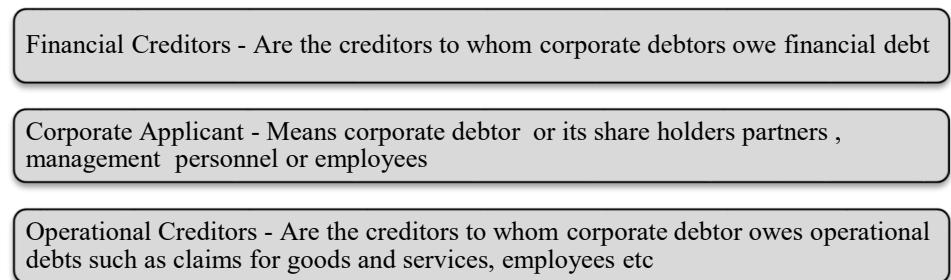 Financial Creditors - Are the creditors to whom corporate debtors owe financial debt
Corporate Applicant - Means corporate debtor or its share holders partners ,
management personnel or employees
Operational Creditors - Are the creditors to whom corporate debtor owes operational
debts such as claims for goods and services, employees etc